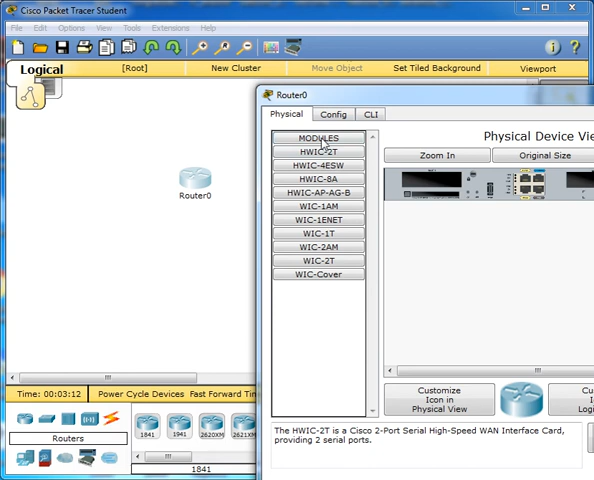 Cisco Packet Tracer Student
File Edit Options View Tools Extensions Help
Logical [Root] New Cluster Move Object Set Tiled Background Viewport
Router0
Router0
Physical Config CLI
MODULES
HWIC-2T
HWIC-4ESW
HWIC-8A
HWIC-AP-AG-B
WIC-1AM
WIC-1ENET
WIC-1T
WIC-2AM
WIC-2T
WIC-Cover
Physical Device Vie
Zoom In Original Size
Customize
Icon in
Physical View
Cu
I
Logi
The HWIC-2T is a Cisco 2-Port Serial High-Speed WAN Interface Card,
providing 2 serial ports.
Time: 00:03:12 Power Cycle Devices Fast Forward Tim
Routers
1841 1941 2620XM 2621XM
1841